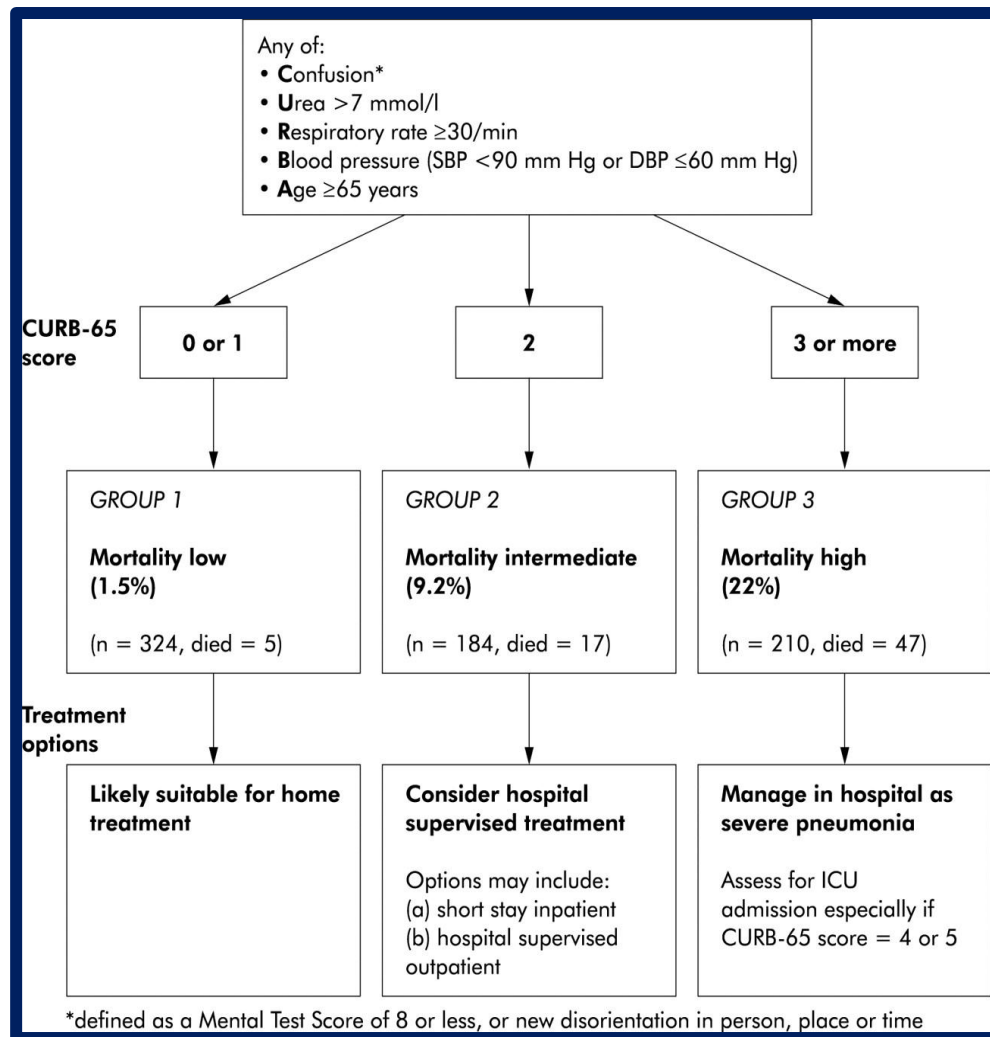 Any of:
• Confusion*
• Urea >7 mmol/l
• Respiratory rate ≥30/min
• Blood pressure (SBP <90 mm Hg or DBP ≤60 mm Hg)
• Age ≥65 years
CURB-65
score
0 or 1
2
3 or more
GROUP 1
Mortality low
(1.5%)
(n = 324, died = 5)
GROUP 2
Mortality intermediate
(9.2%)
(n = 184, died = 17)
GROUP 3
Mortality high
(22%)
(n = 210, died = 47)
Treatment
options
Likely suitable for home
treatment
Consider hospital
supervised treatment
Options may include:
(a) short stay inpatient
(b) hospital supervised
outpatient
Manage in hospital as
severe pneumonia
Assess for ICU
admission especially if
CURB-65 score = 4 or 5
*defined as a Mental Test Score of 8 or less, or new disorientation in person, place or time